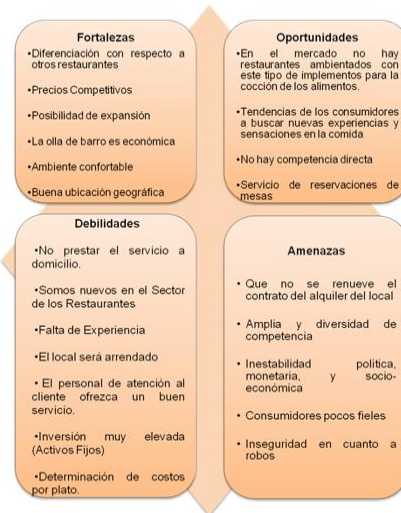 Fortalezas
•Diferenciación con respecto a
otros restaurantes
•Precios Competitivos
•Posibilidad de expansión
•La olla de barro es económica
•Ambiente confortable
•Buena ubicación geográfica
Oportunidades
•En el mercado no hay
restaurantes ambientados con
este tipo de implementos para la
cocción de los alimentos.
•Tendencias de los consumidores
a buscar nuevas experiencias y
sensaciones en la comida
•No hay competencia directa
•Servicio de reservaciones de
mesas
Debilidades
•No prestar el servicio a
domicilio.
•Somos nuevos en el Sector
de los Restaurantes
•Falta de Experiencia
•El local será arrendado
• El personal de atención al
cliente ofrezca un buen
servicio.
•Inversión muy elevada
(Activos Fijos)
•Determinación de costos
por plato.
Amenazas
• Que no se renueve el
contrato del alquiler del local
• Amplia y diversidad de
competencia
• Inestabilidad politica,
monetaria, y socio-
económica
• Consumidores pocos fieles
• Inseguridad en cuanto a
robos